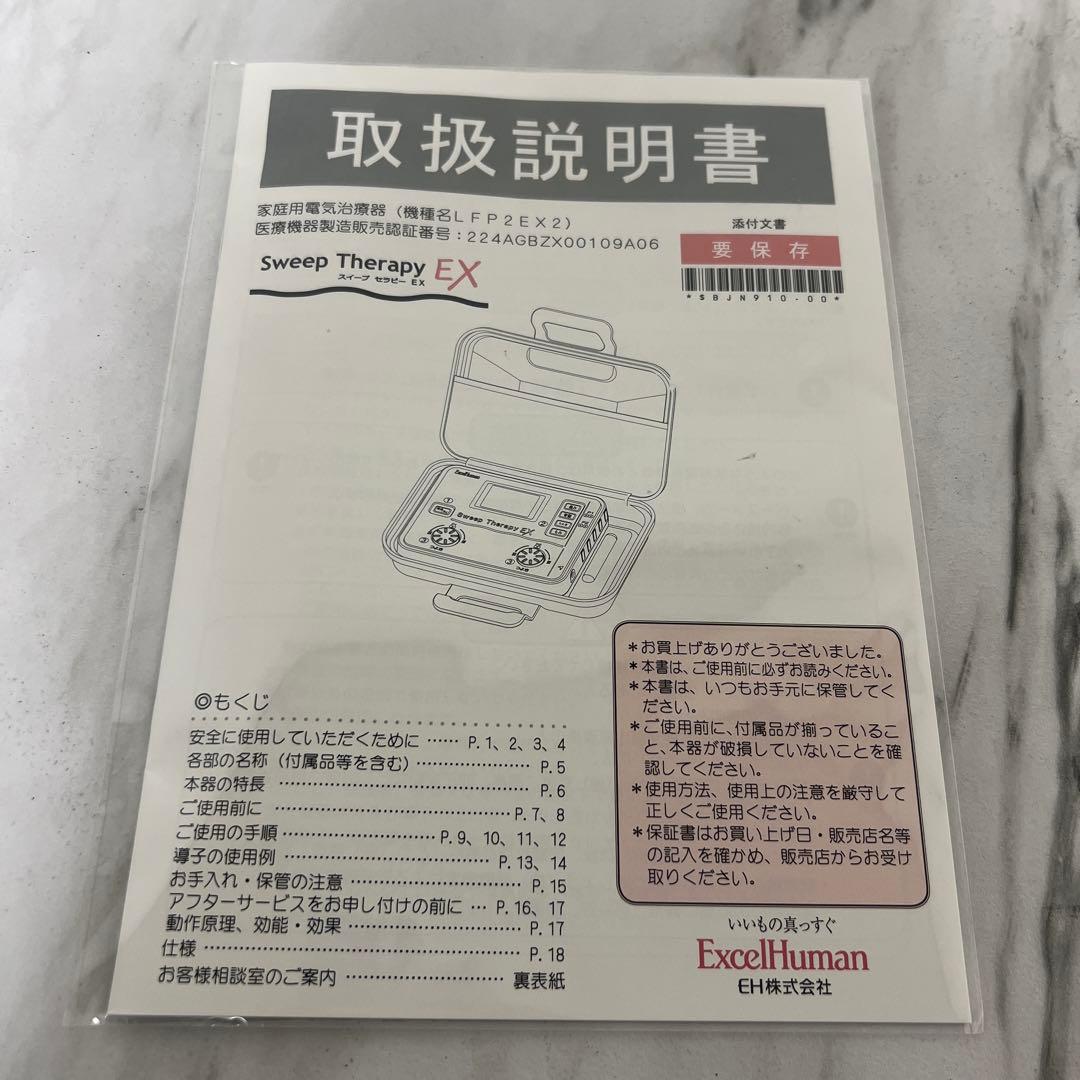 取扱説明書
家庭用電気治療器（機種名ＬＦＰ２ＥＸ２）
医療機器製造販売認証番号：224AGBZX00109A06
添付文書
要保存
*SBJN910-00*
Sweep Therapy EX
スイープ セラピー EX
ExcelHuman
Sweep Therapy EX
◎もくじ
安全に使用していただくために …… P.1、2、3、4
各部の名称（付属品等を含む）………………… P.5
本器の特長 ……………………………… P.6
ご使用前に ……………………………… P.7、8
ご使用の手順 …………………… P.9、10、11、12
導子の使用例 ………………………… P.13、14
お手入れ・保管の注意 ……………………… P.15
アフターサービスをお申し付けの前に … P.16、17
動作原理、効能・効果 ……………………… P.17
仕様 ……………………………………… P.18
お客様相談室のご案内 …………………… 裏表紙
＊お買上げありがとうございました。
＊本書は、ご使用前に必ずお読みください。
＊本書は、いつもお手元に保管してく
ださい。
＊ご使用前に、付属品が揃っているこ
と、本器が破損していないことを確
認してください。
＊使用方法、使用上の注意を厳守して
正しくご使用ください。
＊保証書はお買い上げ日・販売店名等
の記入を確かめ、販売店からお受け
取りください。
いいもの真っすぐ
ExcelHuman
EH株式会社